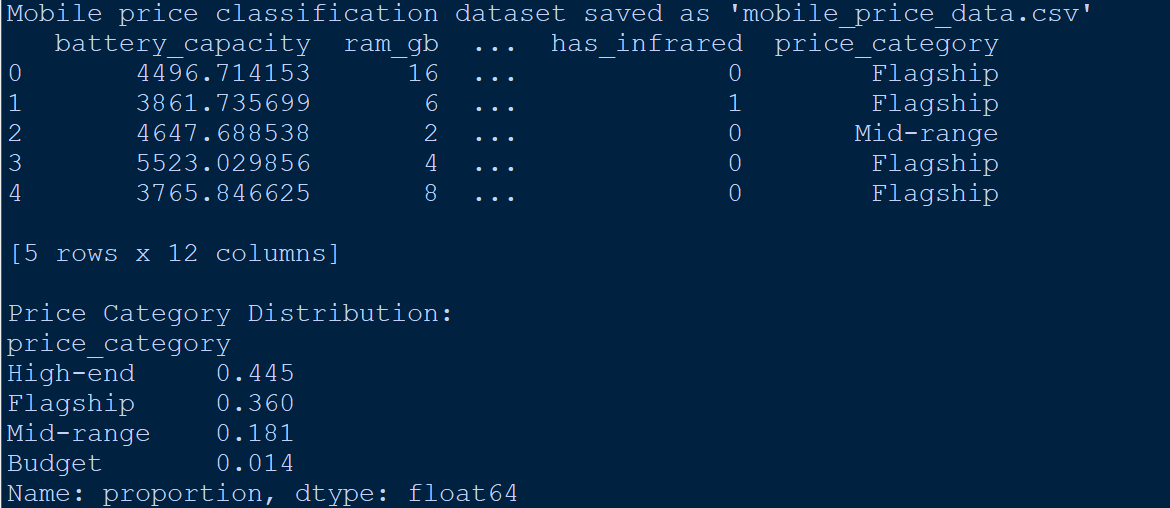 Mobile price classification dataset saved as 'mobile_price_data.csv'
   battery_capacity  ram_gb  ...  has_infrared  price_category
0       4496.714153      16  ...             0        Flagship
1       3861.735699       6  ...             1        Flagship
2       4647.688538       2  ...             0       Mid-range
3       5523.029856       4  ...             0        Flagship
4       3765.846625       8  ...             0        Flagship

[5 rows x 12 columns]

Price Category Distribution:
price_category
High-end     0.445
Flagship     0.360
Mid-range    0.181
Budget       0.014
Name: proportion, dtype: float64